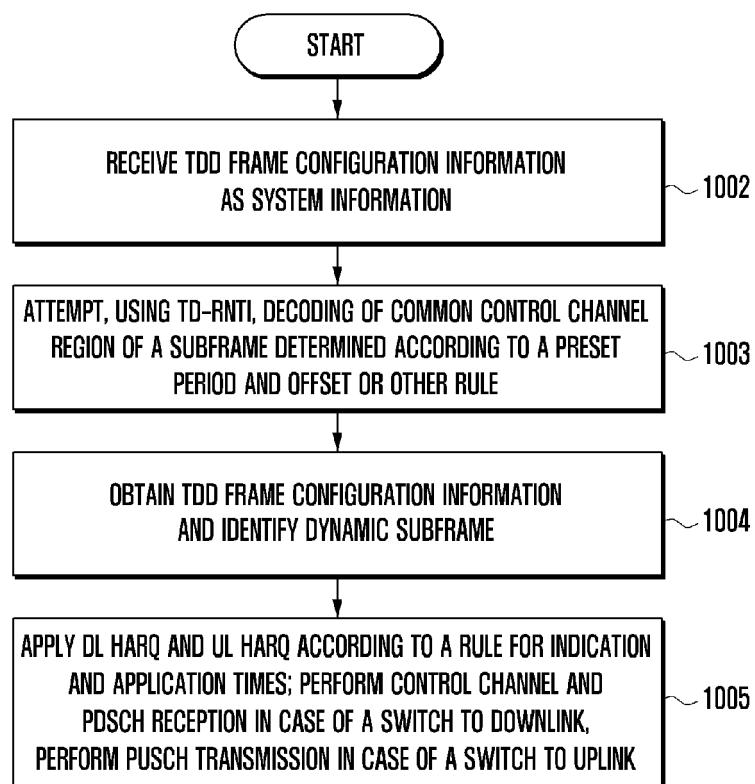 START
RECEIVE TDD FRAME CONFIGURATION INFORMATION
AS SYSTEM INFORMATION
1002
ATTEMPT, USING TD-RNTI, DECODING OF COMMON CONTROL CHANNEL
REGION OF A SUBFRAME DETERMINED ACCORDING TO A PRESET
PERIOD AND OFFSET OR OTHER RULE
1003
OBTAIN TDD FRAME CONFIGURATION INFORMATION
AND IDENTIFY DYNAMIC SUBFRAME
1004
APPLY DL HARQ AND UL HARQ ACCORDING TO A RULE FOR INDICATION
AND APPLICATION TIMES; PERFORM CONTROL CHANNEL AND
PDSCH RECEPTION IN CASE OF A SWITCH TO DOWNLINK,
PERFORM PUSCH TRANSMISSION IN CASE OF A SWITCH TO UPLINK
1005